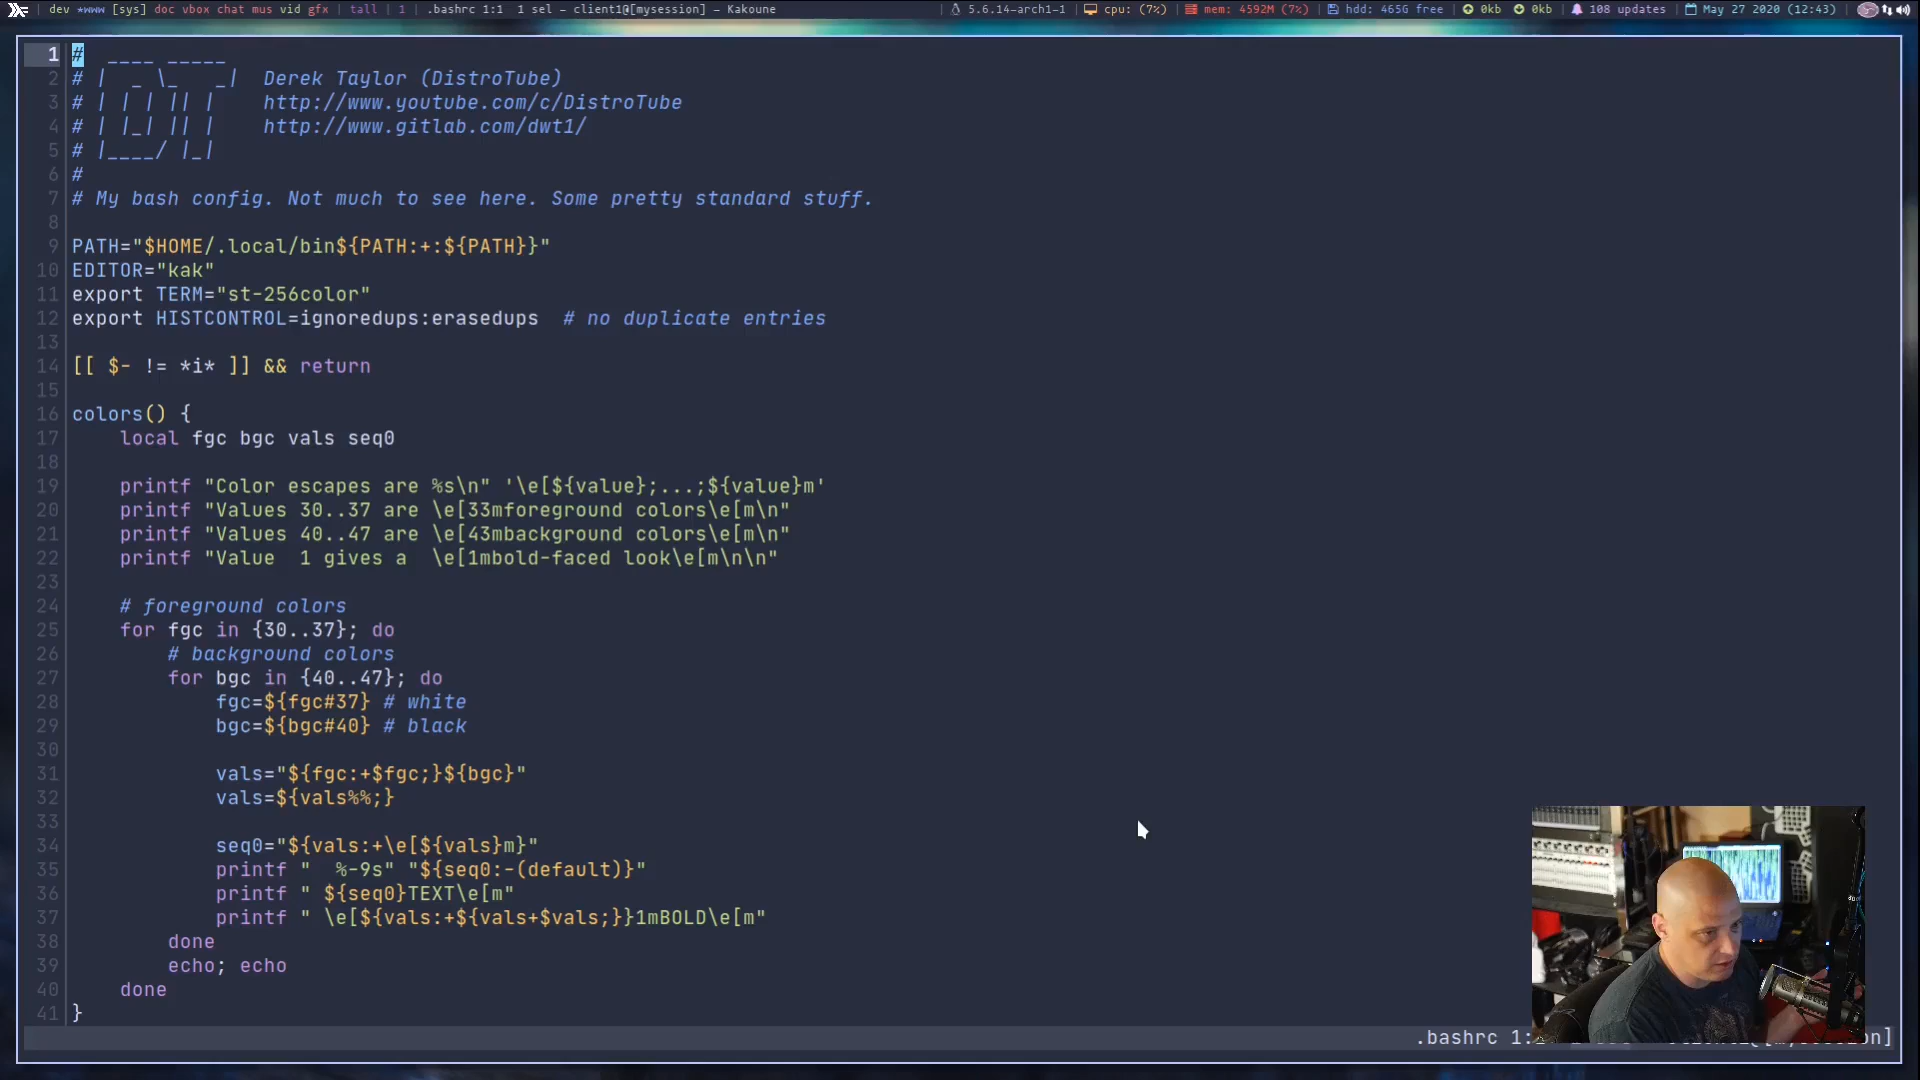 dev *www [sys] doc vbox chat mus vid gfx | tall | 1 | .bashrc 1:1 1 sel - client1@[mysession] - Kakoune
| 5.6.14-arch1-1 | cpu: (7%) | mem: 4592M (7%) | hdd: 465G free | 0kb 0kb | 108 updates | May 27 2020 (12:43) |
1 #  ____ _____
2 # |  _ \_   _|  Derek Taylor (DistroTube)
3 # | | | || |    http://www.youtube.com/c/DistroTube
4 # | |_| || |    http://www.gitlab.com/dwt1/
5 # |____/ |_|
6 #
7 # My bash config. Not much to see here. Some pretty standard stuff.
8
9 PATH="$HOME/.local/bin${PATH:+:${PATH}}"
10 EDITOR="kak"
11 export TERM="st-256color"
12 export HISTCONTROL=ignoredups:erasedups  # no duplicate entries
13
14 [[ $- != *i* ]] && return
15
16 colors() {
17     local fgc bgc vals seq0
18
19     printf "Color escapes are %s\n" '\e[${value};...;${value}m'
20     printf "Values 30..37 are \e[33mforeground colors\e[m\n"
21     printf "Values 40..47 are \e[43mbackground colors\e[m\n"
22     printf "Value  1 gives a  \e[1mbold-faced look\e[m\n\n"
23
24     # foreground colors
25     for fgc in {30..37}; do
26         # background colors
27         for bgc in {40..47}; do
28             fgc=${fgc#37} # white
29             bgc=${bgc#40} # black
30
31             vals="${fgc:+$fgc;}${bgc}"
32             vals=${vals%%;}
33
34             seq0="${vals:+\e[${vals}m}"
35             printf "  %-9s" "${seq0:-(default)}"
36             printf " ${seq0}TEXT\e[m"
37             printf " \e[${vals:+${vals+$vals;}}1mBOLD\e[m"
38         done
39         echo; echo
40     done
41 }
.bashrc 1: